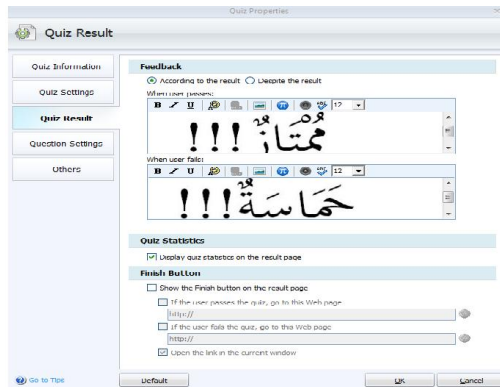 Quiz Properties
Quiz Result
Quiz Information
Quiz Settings
Quiz Result
Question Settings
Others
Feedback
According to the result Despite the result
When user passes:
B I U 12
مُمْتَازٌ !!!
When user fails:
B I U 12
حَمَاسَةٌ!!!
Quiz Statistics
Display quiz statistics on the result page
Finish Button
Show the Finish button on the result page
If the user passes the quiz, go to this Web page
http://
If the user fails the quiz, go to this Web page
http://
Open the link in the current window
Go to Tips Default OK Cancel